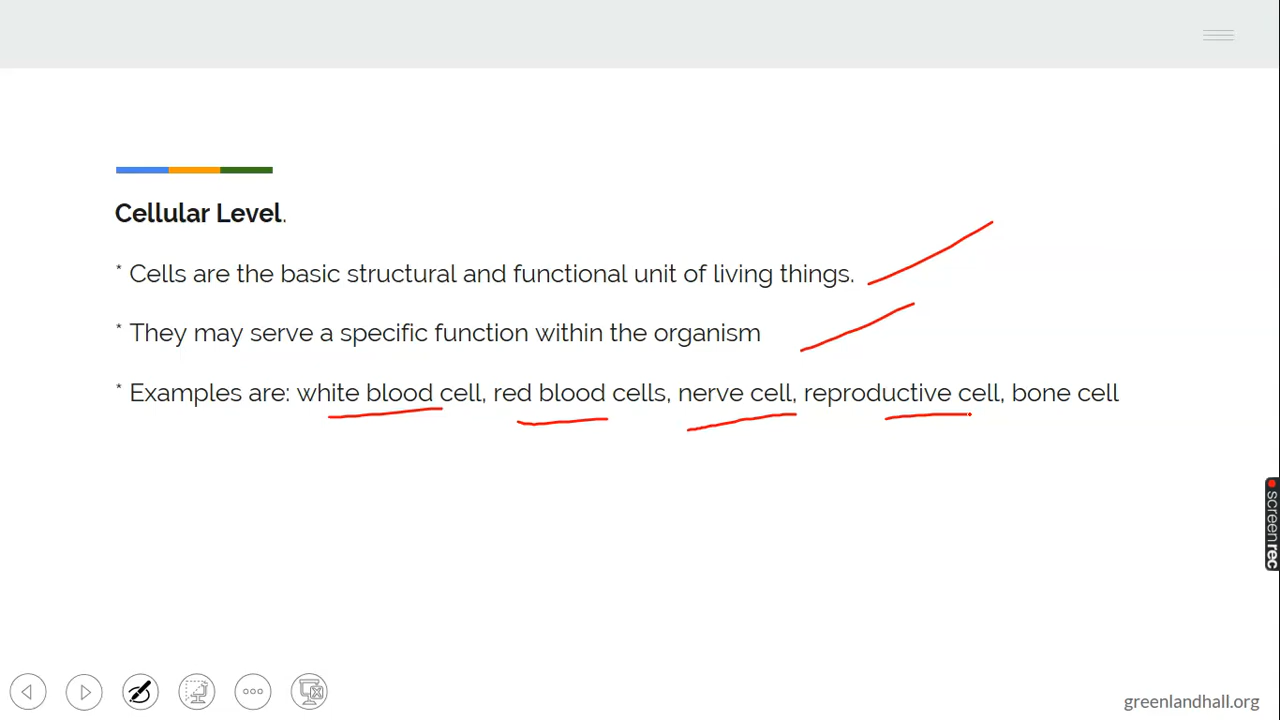 Cellular Level.
* Cells are the basic structural and functional unit of living things.
* They may serve a specific function within the organism
* Examples are: white blood cell, red blood cells, nerve cell, reproductive cell, bone cell
screenrec
greenlandhall.org